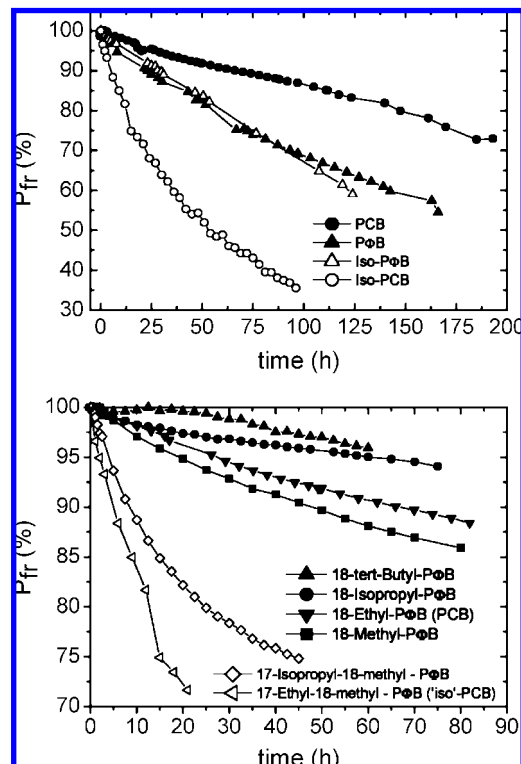 100
90
80
70
60
50
40
30
P_fr (%)
PCB
PΦB
Iso-PΦB
Iso-PCB
0 25 50 75 100 125 150 175 200
time (h)
100
95
90
85
80
75
70
P_fr (%)
18-tert-Butyl-PΦB
18-Isopropyl-PΦB
18-Ethyl-PΦB (PCB)
18-Methyl-PΦB
17-Isopropyl-18-methyl - PΦB
17-Ethyl-18-methyl - PΦB ('iso'-PCB)
0 10 20 30 40 50 60 70 80 90
time (h)